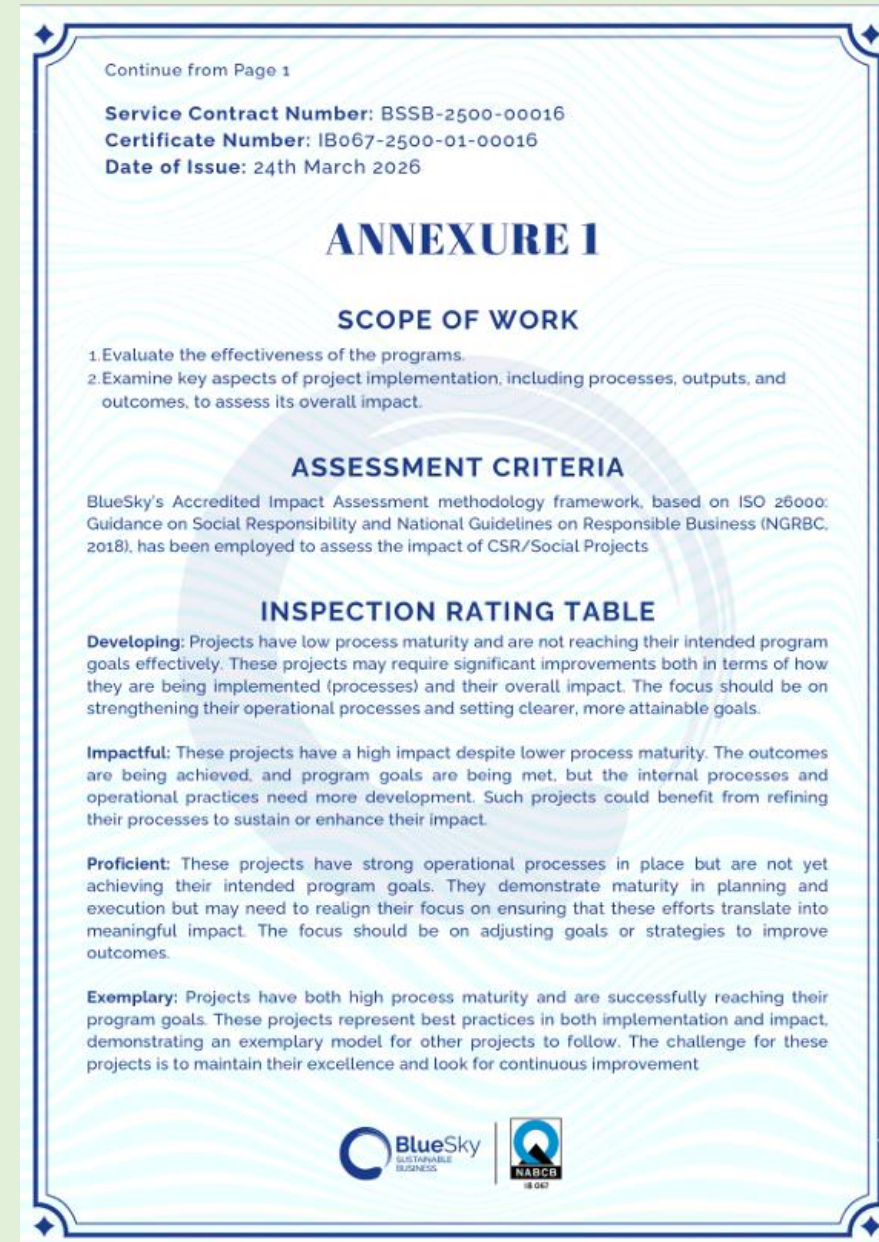 Continue from Page 1
Service Contract Number: BSSB-2500-00016
Certificate Number: IB067-2500-01-00016
Date of Issue: 24th March 2026
ANNEXURE 1
SCOPE OF WORK
1.Evaluate the effectiveness of the programs.
2.Examine key aspects of project implementation, including processes, outputs, and
outcomes, to assess its overall impact.
ASSESSMENT CRITERIA
BlueSky's Accredited Impact Assessment methodology framework, based on ISO 26000:
Guidance on Social Responsibility and National Guidelines on Responsible Business (NGRBC,
2018), has been employed to assess the impact of CSR/Social Projects
INSPECTION RATING TABLE
Developing: Projects have low process maturity and are not reaching their intended program
goals effectively. These projects may require significant improvements both in terms of how
they are being implemented (processes) and their overall impact. The focus should be on
strengthening their operational processes and setting clearer, more attainable goals.
Impactful: These projects have a high impact despite lower process maturity. The outcomes
are being achieved, and program goals are being met, but the internal processes and
operational practices need more development. Such projects could benefit from refining
their processes to sustain or enhance their impact.
Proficient: These projects have strong operational processes in place but are not yet
achieving their intended program goals. They demonstrate maturity in planning and
execution but may need to realign their focus on ensuring that these efforts translate into
meaningful impact. The focus should be on adjusting goals or strategies to improve
outcomes.
Exemplary: Projects have both high process maturity and are successfully reaching their
program goals. These projects represent best practices in both implementation and impact,
demonstrating an exemplary model for other projects to follow. The challenge for these
projects is to maintain their excellence and look for continuous improvement
BlueSky
SUSTAINABLE
BUSINESS
NABCB
IB 067